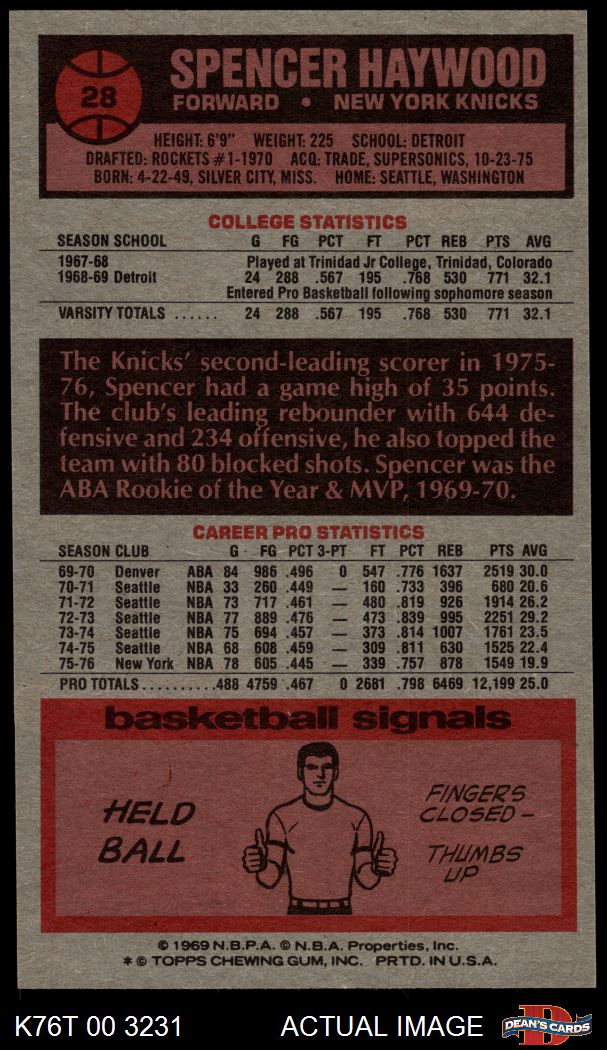 28
SPENCER HAYWOOD
FORWARD • NEW YORK KNICKS
HEIGHT: 6'9" WEIGHT: 225 SCHOOL: DETROIT
DRAFTED: ROCKETS #1-1970 ACQ: TRADE, SUPERSONICS, 10-23-75
BORN: 4-22-49, SILVER CITY, MISS. HOME: SEATTLE, WASHINGTON
COLLEGE STATISTICS
SEASON SCHOOL G FG PCT FT PCT REB PTS AVG
1967-68 Played at Trinidad Jr College, Trinidad, Colorado
1968-69 Detroit 24 288 .567 195 .768 530 771 32.1
Entered Pro Basketball following sophomore season
VARSITY TOTALS ...... 24 288 .567 195 .768 530 771 32.1
The Knicks' second-leading scorer in 1975-
76, Spencer had a game high of 35 points.
The club's leading rebounder with 644 de-
fensive and 234 offensive, he also topped the
team with 80 blocked shots. Spencer was the
ABA Rookie of the Year & MVP, 1969-70.
CAREER PRO STATISTICS
SEASON CLUB G FG PCT 3-PT FT PCT REB PTS AVG
69-70 Denver ABA 84 986 .496 0 547 .776 1637 2519 30.0
70-71 Seattle NBA 33 260 .449 — 160 .733 396 680 20.6
71-72 Seattle NBA 73 717 .461 — 480 .819 926 1914 26.2
72-73 Seattle NBA 77 889 .476 — 473 .839 995 2251 29.2
73-74 Seattle NBA 75 694 .457 — 373 .814 1007 1761 23.5
74-75 Seattle NBA 68 608 .459 — 309 .811 630 1525 22.4
75-76 New York NBA 78 605 .445 — 339 .757 878 1549 19.9
PRO TOTALS..........488 4759 .467 0 2681 .798 6469 12,199 25.0
basketball signals
HELD
BALL
FINGERS
CLOSED—
THUMBS
UP
© 1969 N.B.P.A. © N.B.A. Properties, Inc.
* © TOPPS CHEWING GUM, INC. PRTD. IN U.S.A.
K76T 00 3231 ACTUAL IMAGE
D
DEAN'S CARDS